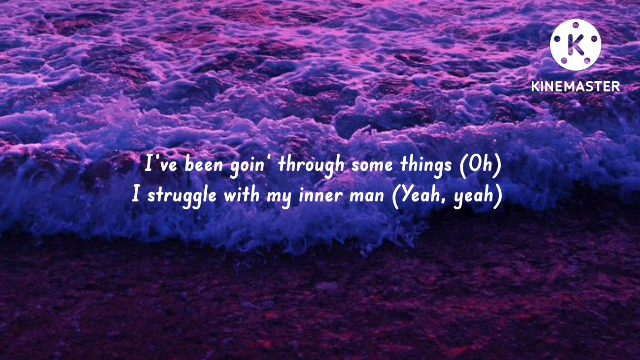 KINEMASTER
I've been goin' through some things (Oh)
I struggle with my inner man (Yeah, yeah)